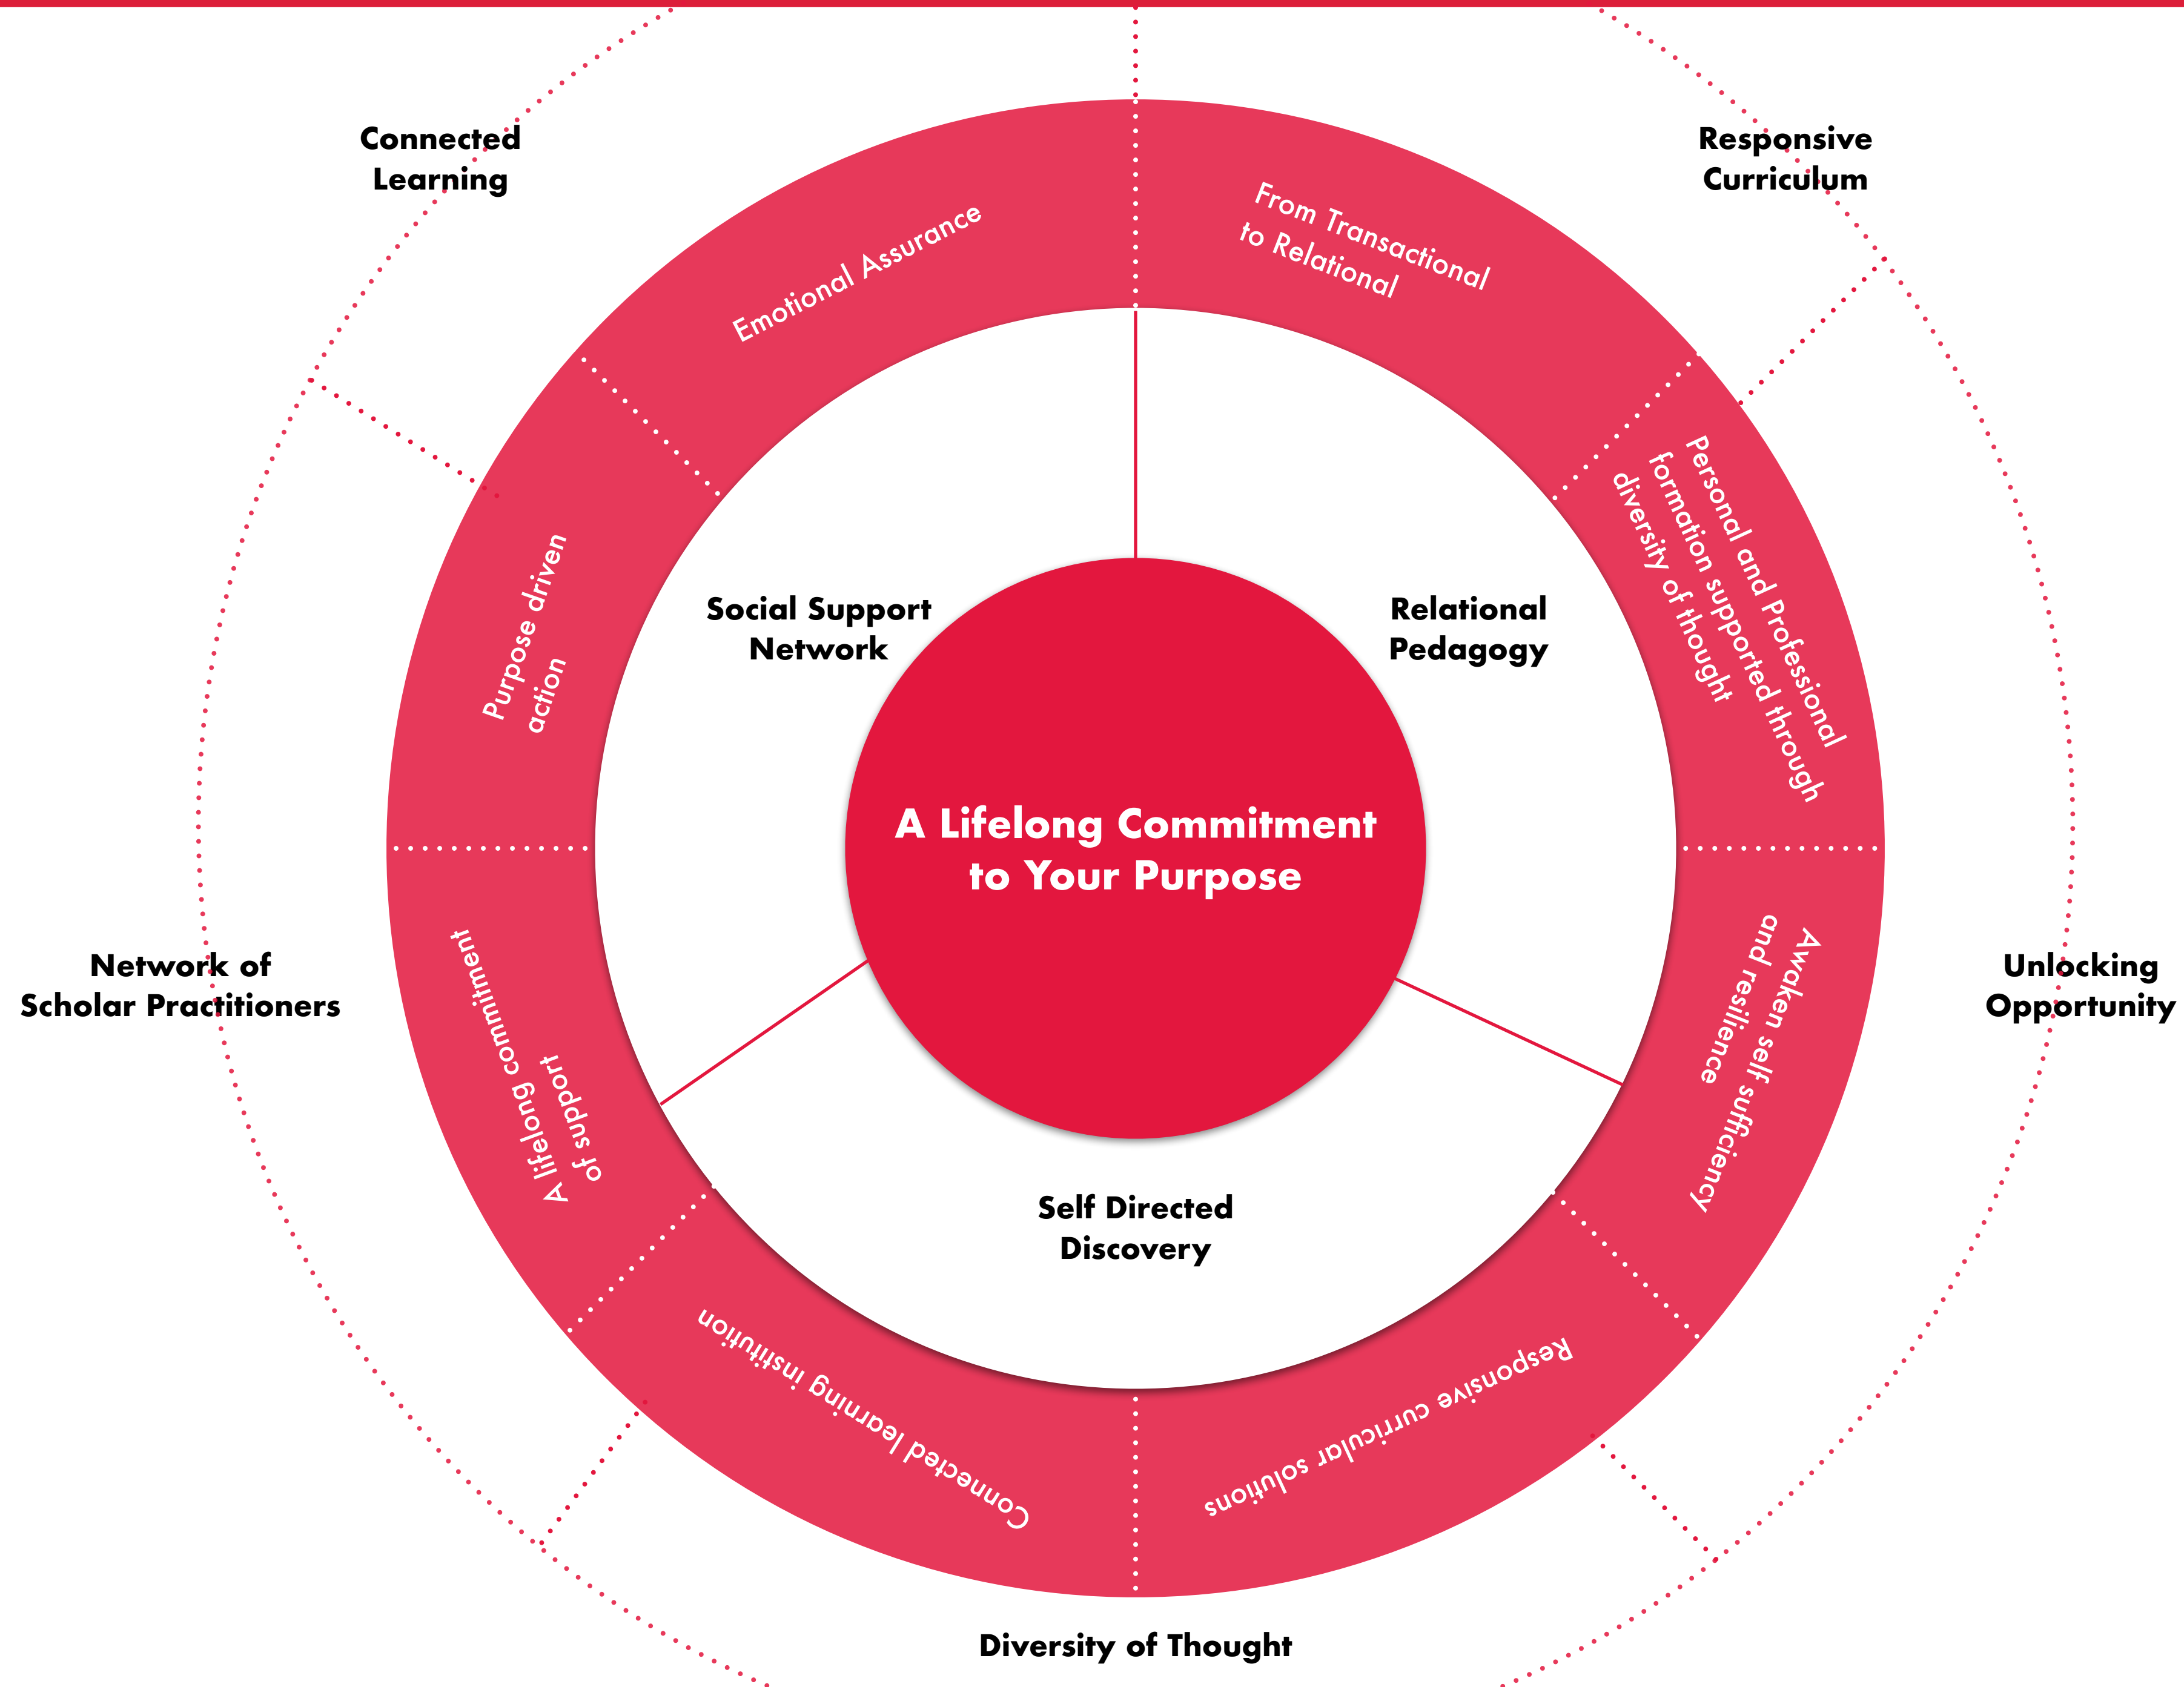 Connected
Learning
Responsive
Curriculum
Emotional Assurance
From Transactional
to Relational
Personal and Professional
formation supported through
diversity of thought
Purpose driven
action
Social Support
Network
Relational
Pedagogy
A Lifelong Commitment
to Your Purpose
Network of
Scholar Practitioners
Unlocking
Opportunity
A lifelong commitment
of support
Awaken self sufficiency
and resilience
Self Directed
Discovery
Connected learning institution
Responsive curricular solutions
Diversity of Thought